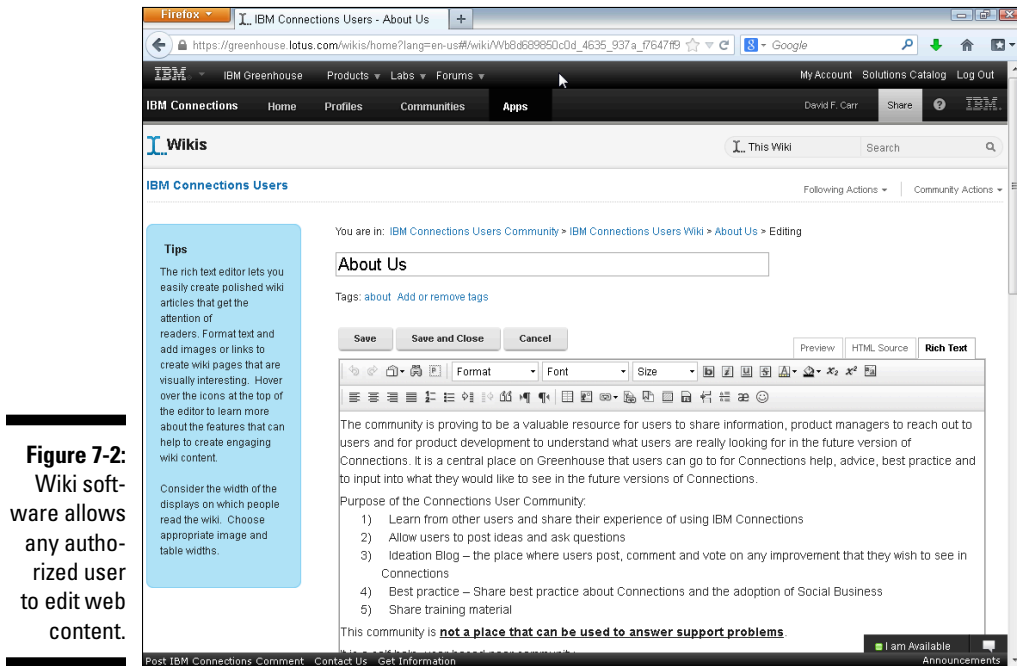 Firefox
IBM Connections Users - About Us
https://greenhouse.lotus.com/wikis/home?lang=en-us#/wiki/Wb8d689850c0d_4635_937a_f7647ff9
Google
IBM
IBM Greenhouse
Products
Labs
Forums
My Account
Solutions Catalog
Log Out
IBM Connections
Home
Profiles
Communities
Apps
David F. Carr
Share
?
IBM
Wikis
This Wiki
Search
IBM Connections Users
Following Actions
Community Actions
Tips
The rich text editor lets you
easily create polished wiki
articles that get the
attention of
readers. Format text and
add images or links to
create wiki pages that are
visually interesting. Hover
over the icons at the top of
the editor to learn more
about the features that can
help to create engaging
wiki content.
Consider the width of the
displays on which people
read the wiki. Choose
appropriate image and
table widths.
You are in: IBM Connections Users Community > IBM Connections Users Wiki > About Us > Editing
About Us
Tags: about Add or remove tags
Save
Save and Close
Cancel
Preview
HTML Source
Rich Text
Format
Font
Size
The community is proving to be a valuable resource for users to share information, product managers to reach out to
users and for product development to understand what users are really looking for in the future version of
Connections. It is a central place on Greenhouse that users can go to for Connections help, advice, best practice and
to input into what they would like to see in the future versions of Connections.
Purpose of the Connections User Community:
1) Learn from other users and share their experience of using IBM Connections
2) Allow users to post ideas and ask questions
3) Ideation Blog – the place where users post, comment and vote on any improvement that they wish to see in
Connections
4) Best practice – Share best practice about Connections and the adoption of Social Business
5) Share training material
This community is not a place that can be used to answer support problems.
I am Available
Post IBM Connections Comment
Contact Us
Get Information
Announcements
Figure 7-2:
Wiki soft-
ware allows
any autho-
rized user
to edit web
content.